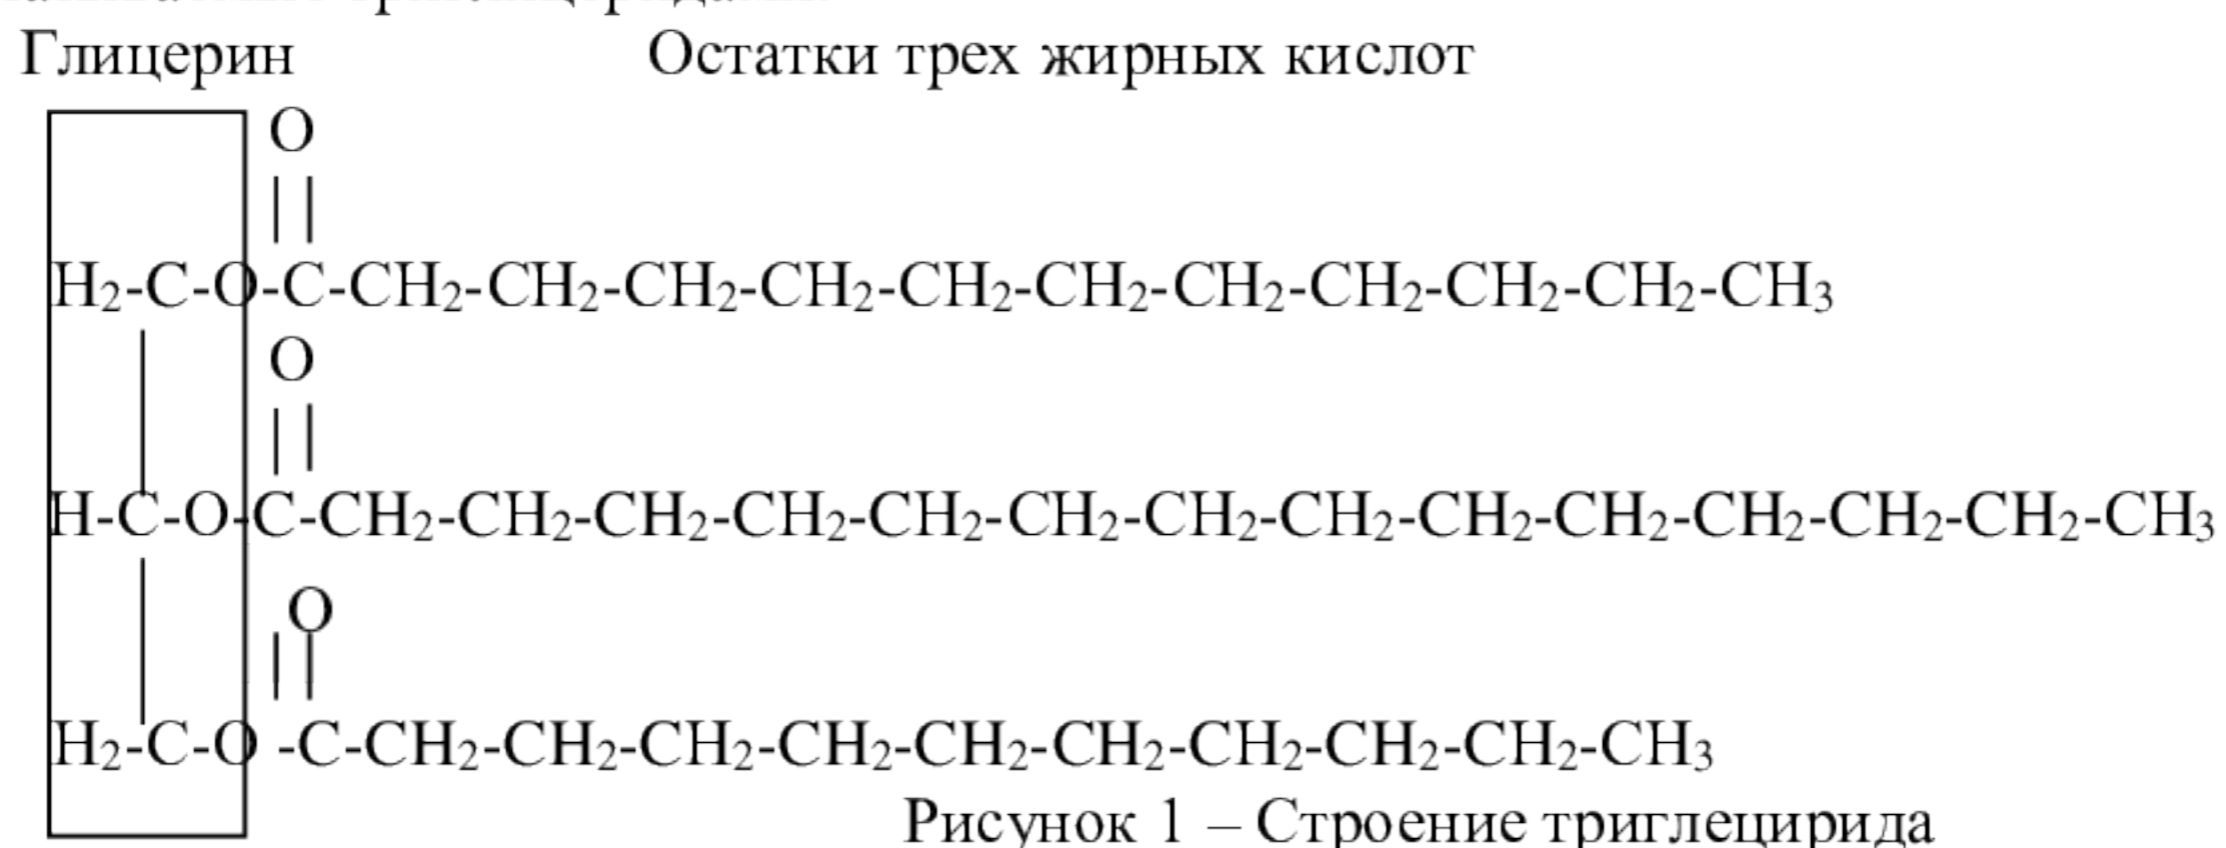 Глицерин Остатки трех жирных кислот
O
H₂-C-O-C-CH₂-CH₂-CH₂-CH₂-CH₂-CH₂-CH₂-CH₂-CH₂-CH₂-CH₃
O
H-C-O-C-CH₂-CH₂-CH₂-CH₂-CH₂-CH₂-CH₂-CH₂-CH₂-CH₂-CH₂-CH₂-CH₂-CH₃
O
H₂-C-O -C-CH₂-CH₂-CH₂-CH₂-CH₂-CH₂-CH₂-CH₂-CH₂-CH₃
Рисунок 1 – Строение триглецирида